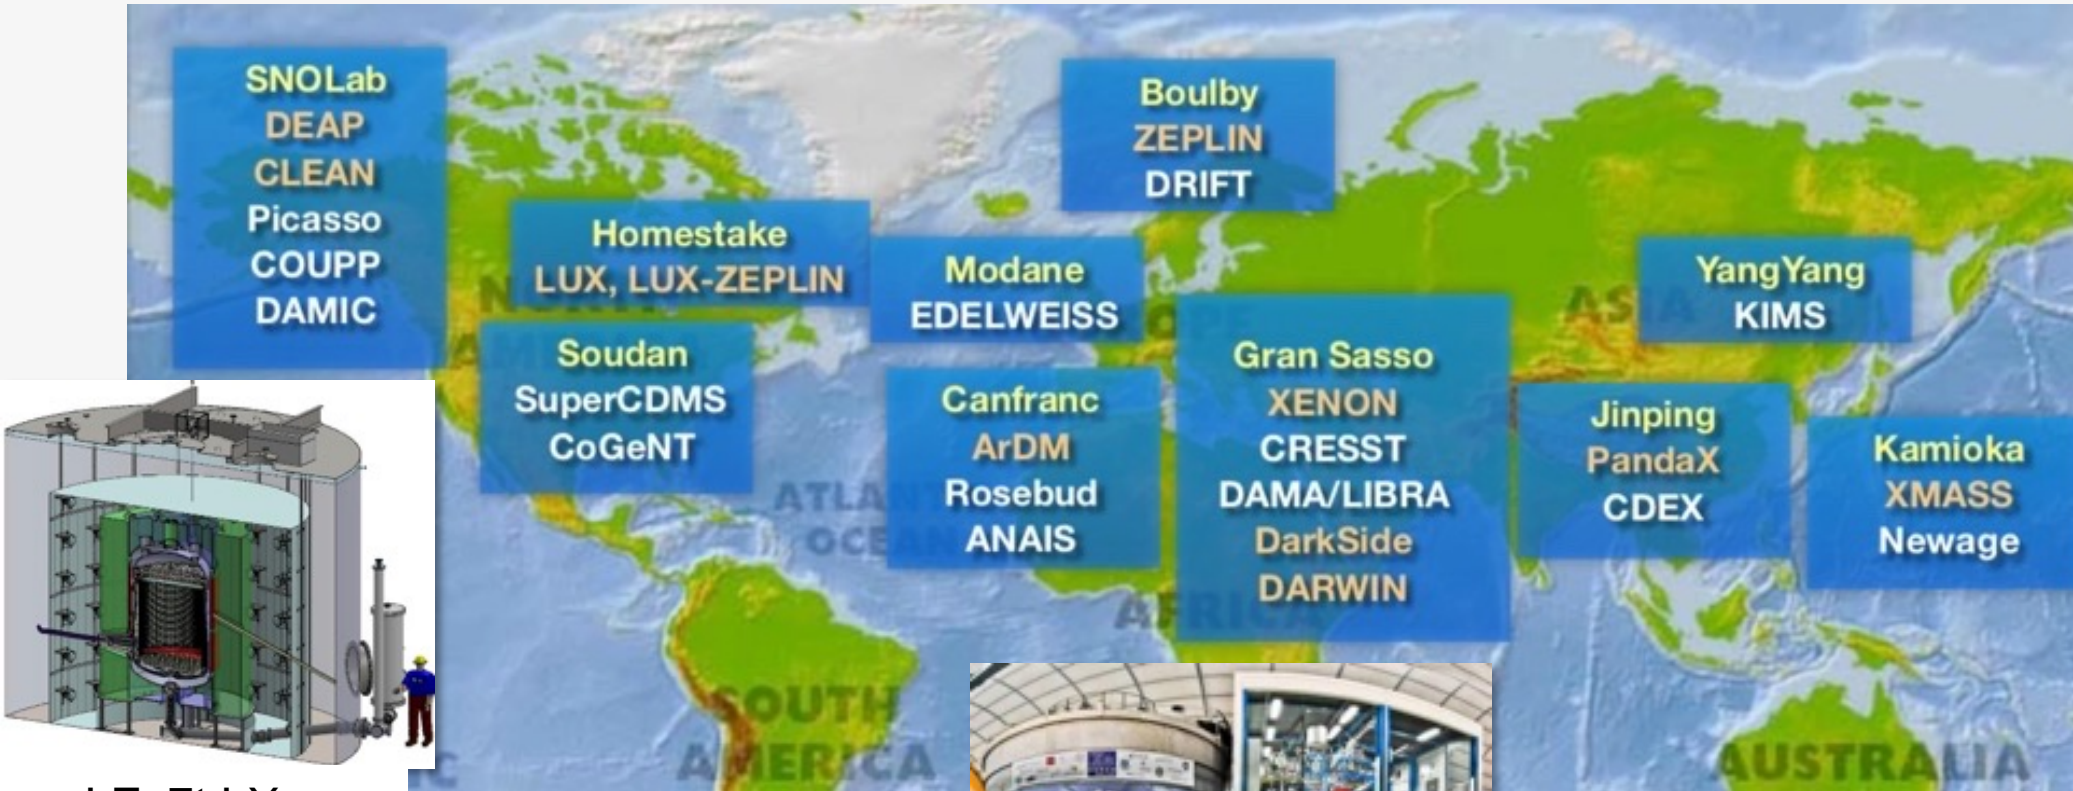 SNOLab
DEAP
CLEAN
Picasso
COUPP
DAMIC
Boulby
ZEPLIN
DRIFT
Homestake
LUX, LUX-ZEPLIN
Modane
EDELWEISS
YangYang
KIMS
ASIA
Soudan
SuperCDMS
CoGeNT
Canfranc
ArDM
Rosebud
ANAIS
Gran Sasso
XENON
CRESST
DAMA/LIBRA
DarkSide
DARWIN
Jinping
PandaX
CDEX
Kamioka
XMASS
Newage
AFRICA
SOUTH
AMERICA
AUSTRALIA